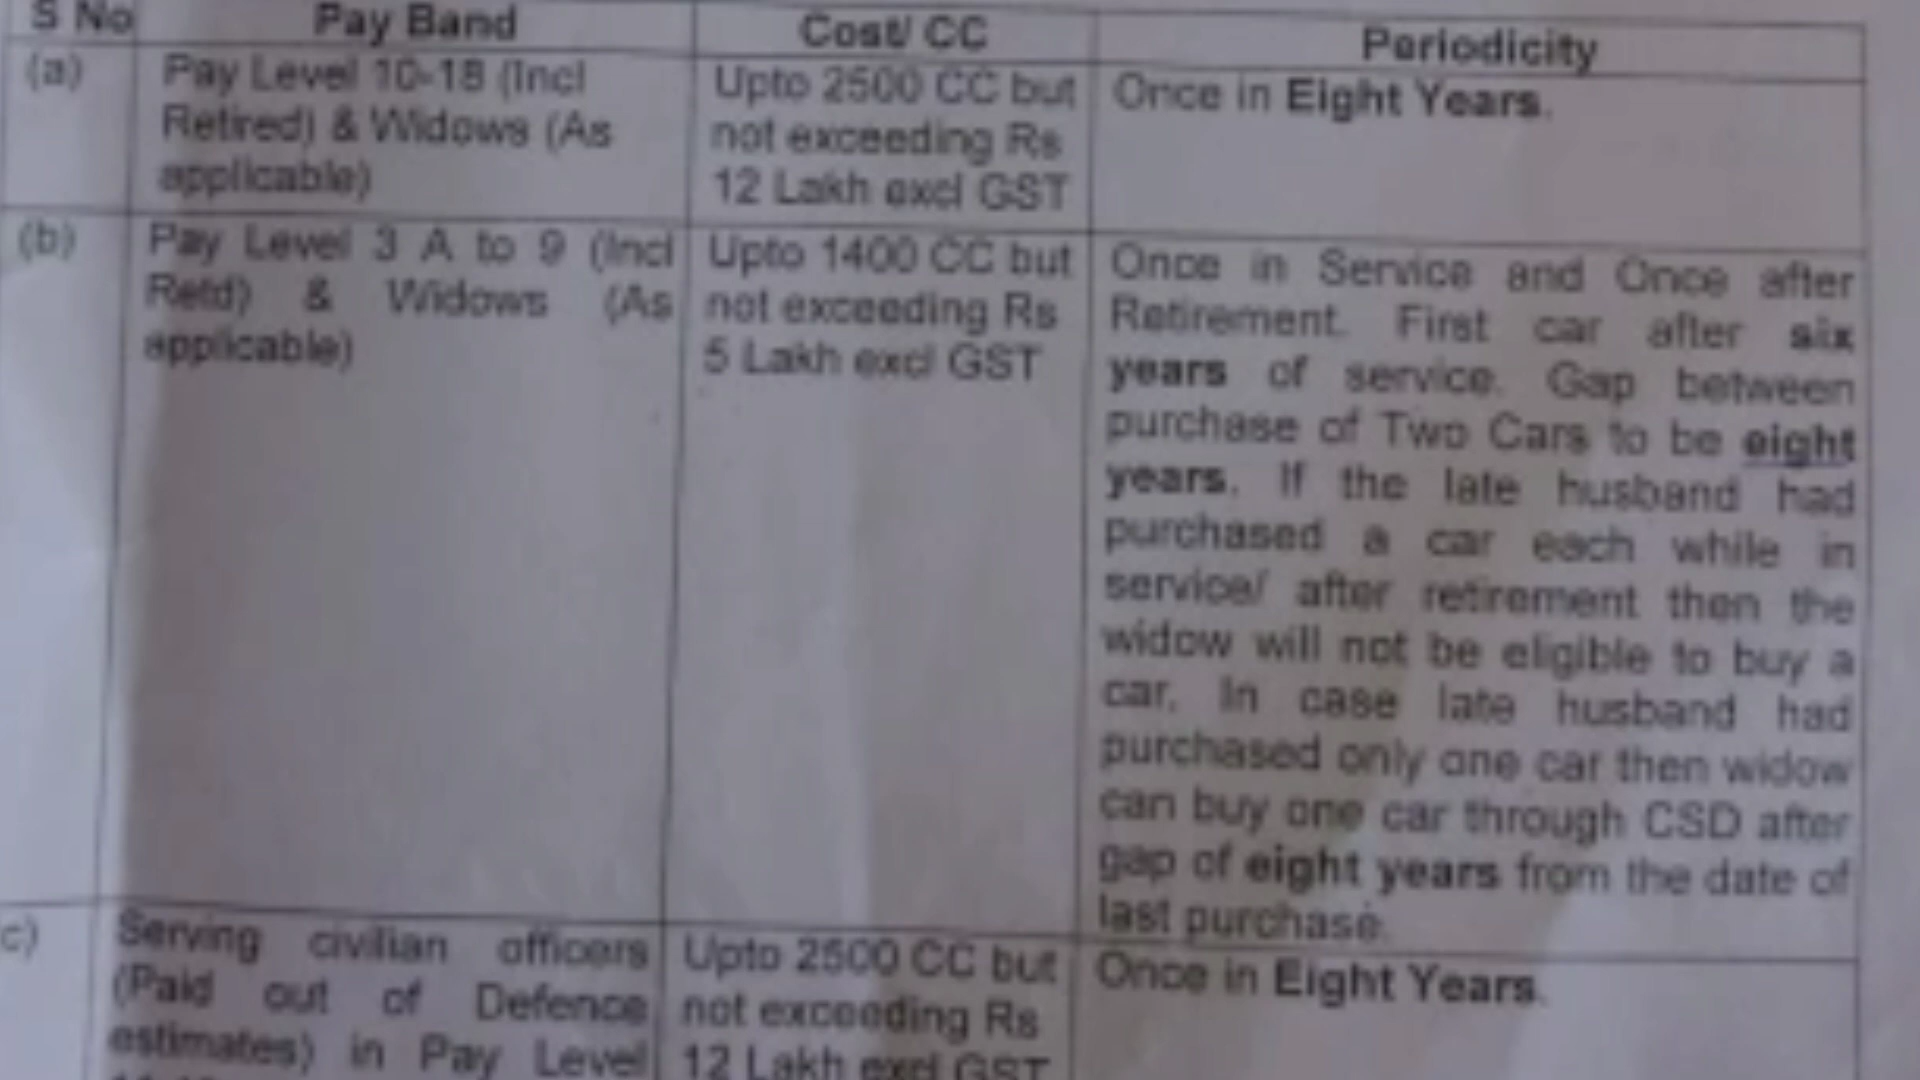 S No
Pay Band
Cost/ CC
Periodicity
(a)
Pay Level 10-18 (Incl
Retired) & Widows (As
applicable)
Upto 2500 CC but
not exceeding Rs
12 Lakh excl GST
Once in Eight Years.
(b)
Pay Level 3 A to 9 (Incl
Retd) & Widows (As
applicable)
Upto 1400 CC but
not exceeding Rs
5 Lakh excl GST
Once in Service and Once after
Retirement. First car after six
years of service. Gap between
purchase of Two Cars to be eight
years. If the late husband had
purchased a car each while in
service/ after retirement then the
widow will not be eligible to buy a
car. In case late husband had
purchased only one car then widow
can buy one car through CSD after
gap of eight years from the date of
last purchase.
c)
Serving civilian officers
(Paid out of Defence
estimates) in Pay Level
Upto 2500 CC but
not exceeding Rs
12 Lakh excl GST
Once in Eight Years.